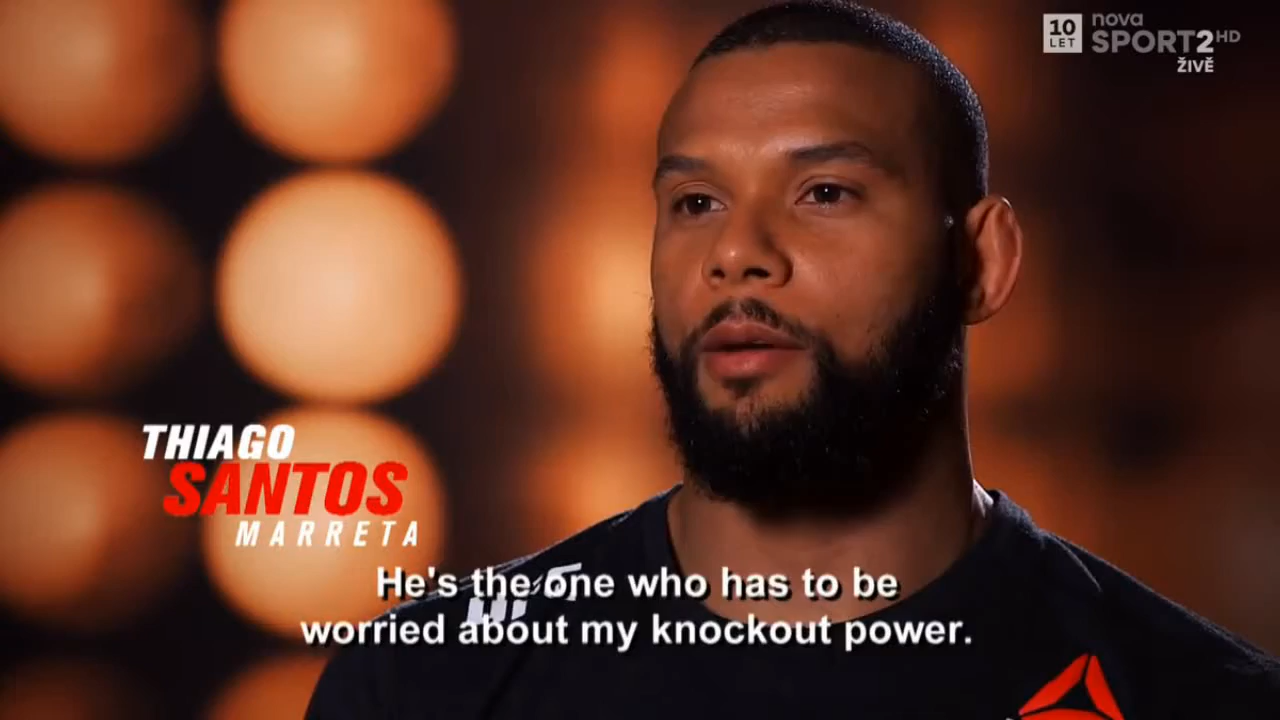 10
LET
nova
SPORT2HD
ŽIVĚ
THIAGO
SANTOS
MARRETA
UFC
He's the one who has to be
worried about my knockout power.